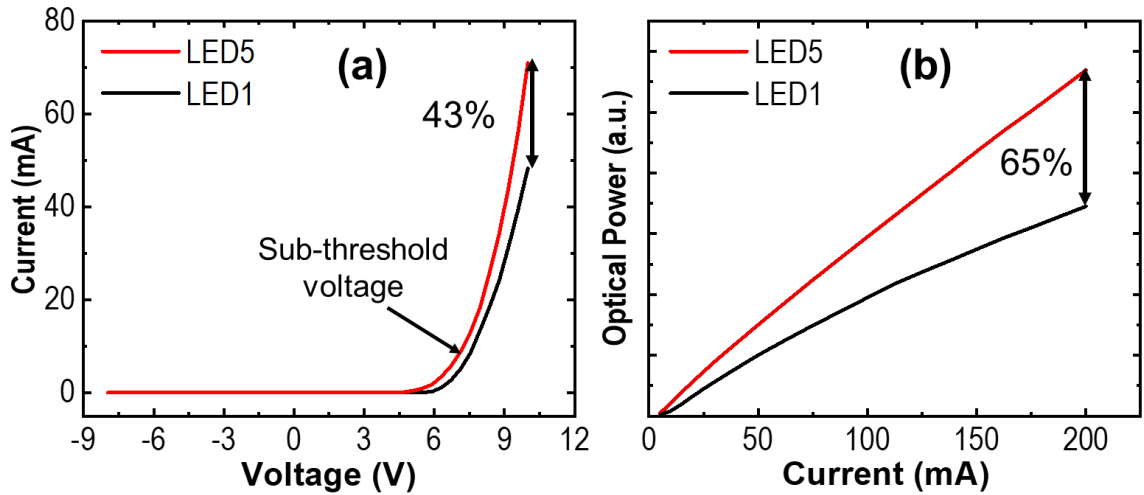 80
60
40
20
0
Current (mA)
LED5
LED1
(a)
43%
Sub-threshold
voltage
-9 -6 -3 0 3 6 9 12
Voltage (V)
Optical Power (a.u.)
LED5
LED1
(b)
65%
0 50 100 150 200
Current (mA)